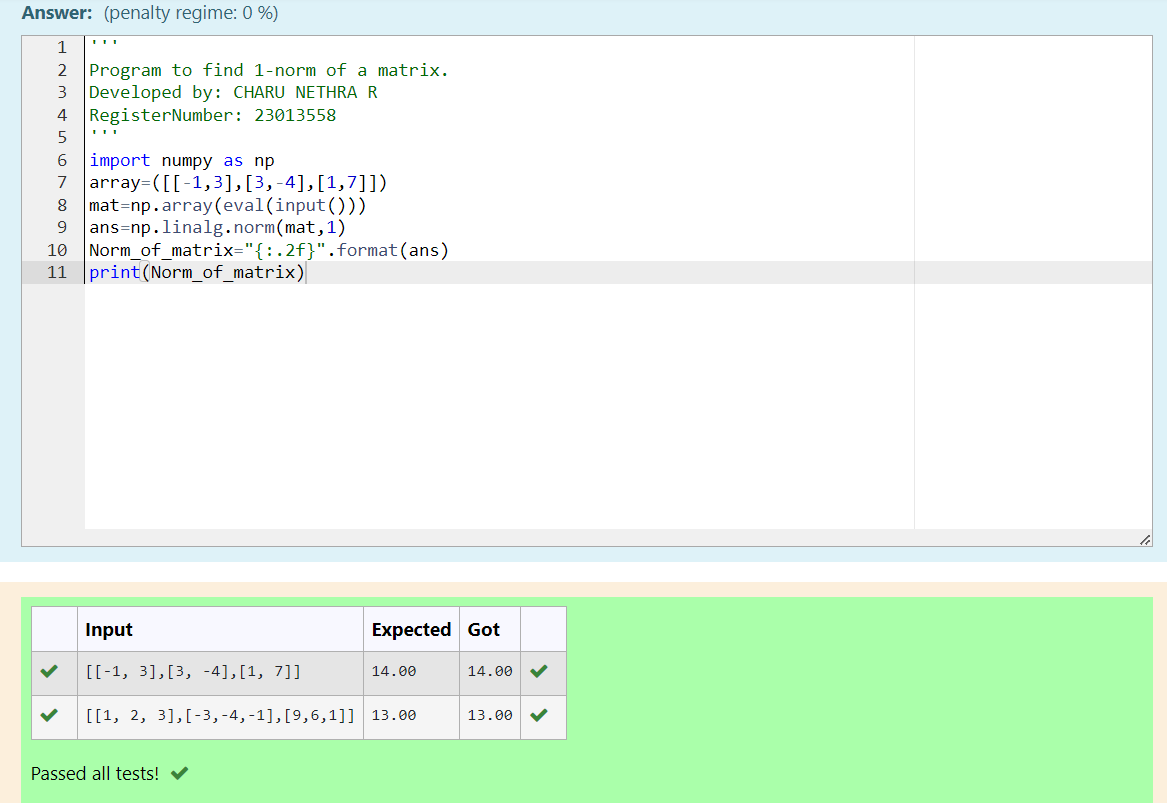 Answer: (penalty regime: 0 %)
1 '''
2 Program to find 1-norm of a matrix.
3 Developed by: CHARU NETHRA R
4 RegisterNumber: 23013558
5 '''
6 import numpy as np
7 array=([[-1,3],[3,-4],[1,7]])
8 mat=np.array(eval(input()))
9 ans=np.linalg.norm(mat,1)
10 Norm_of_matrix="{:.2f}".format(ans)
11 print(Norm_of_matrix)
Input Expected Got
[[-1, 3],[3, -4],[1, 7]] 14.00 14.00
[[1, 2, 3],[-3,-4,-1],[9,6,1]] 13.00 13.00
Passed all tests!